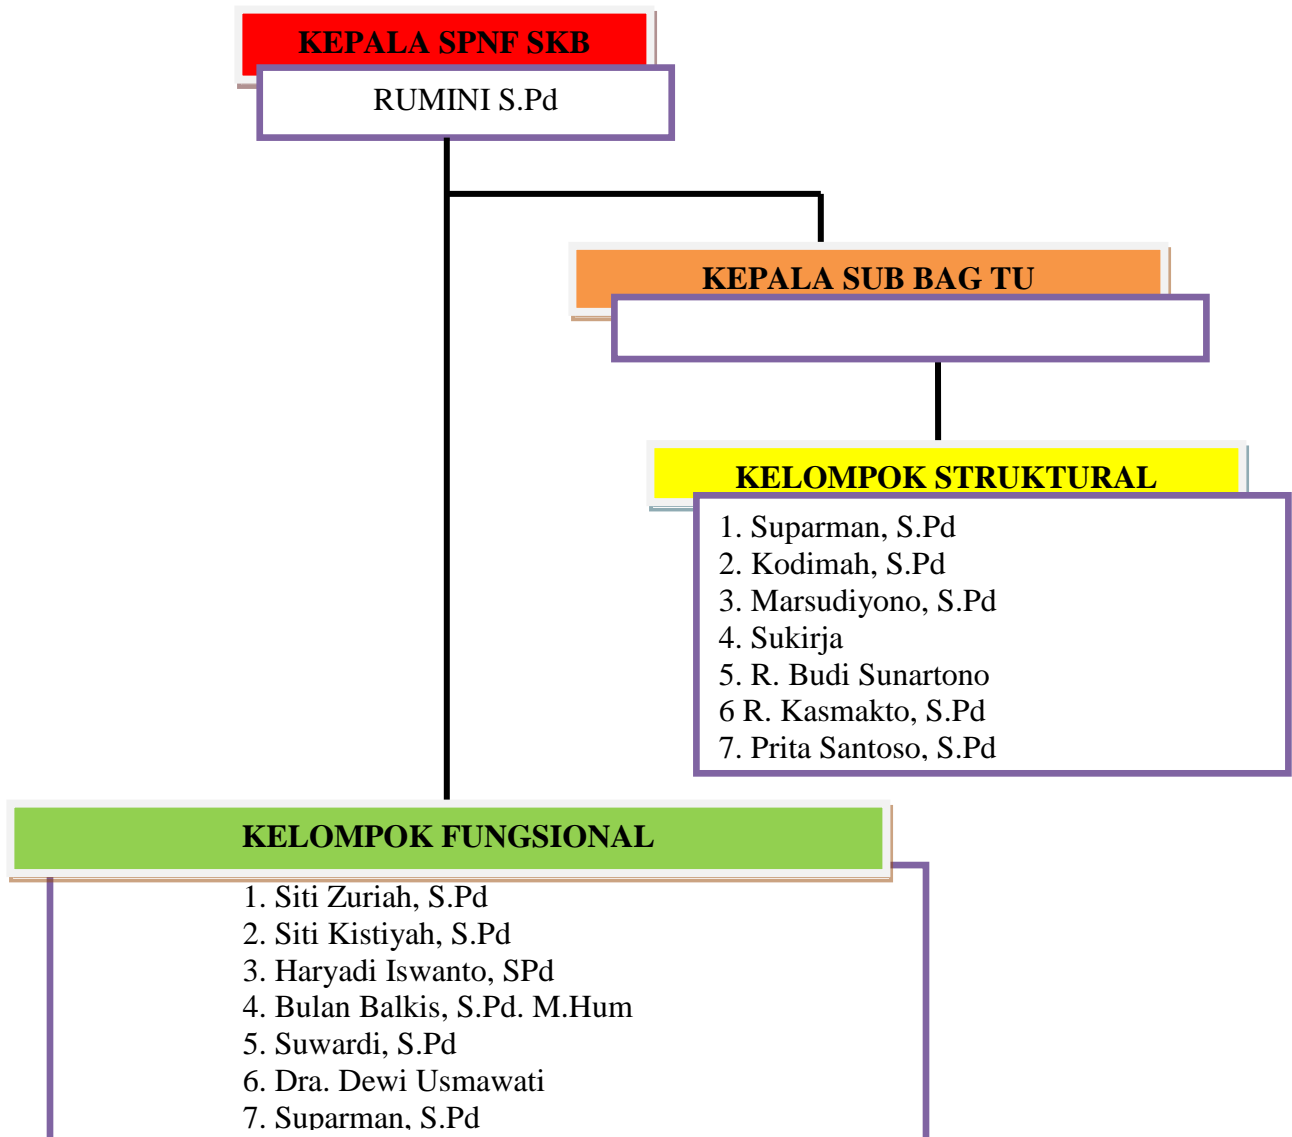 KEPALA SPNF SKB
RUMINI S.Pd
KEPALA SUB BAG TU
KELOMPOK STRUKTURAL
1. Suparman, S.Pd
2. Kodimah, S.Pd
3. Marsudiyono, S.Pd
4. Sukirja
5. R. Budi Sunartono
6 R. Kasmakto, S.Pd
7. Prita Santoso, S.Pd
KELOMPOK FUNGSIONAL
1. Siti Zuriah, S.Pd
2. Siti Kistiyah, S.Pd
3. Haryadi Iswanto, SPd
4. Bulan Balkis, S.Pd. M.Hum
5. Suwardi, S.Pd
6. Dra. Dewi Usmawati
7. Suparman, S.Pd